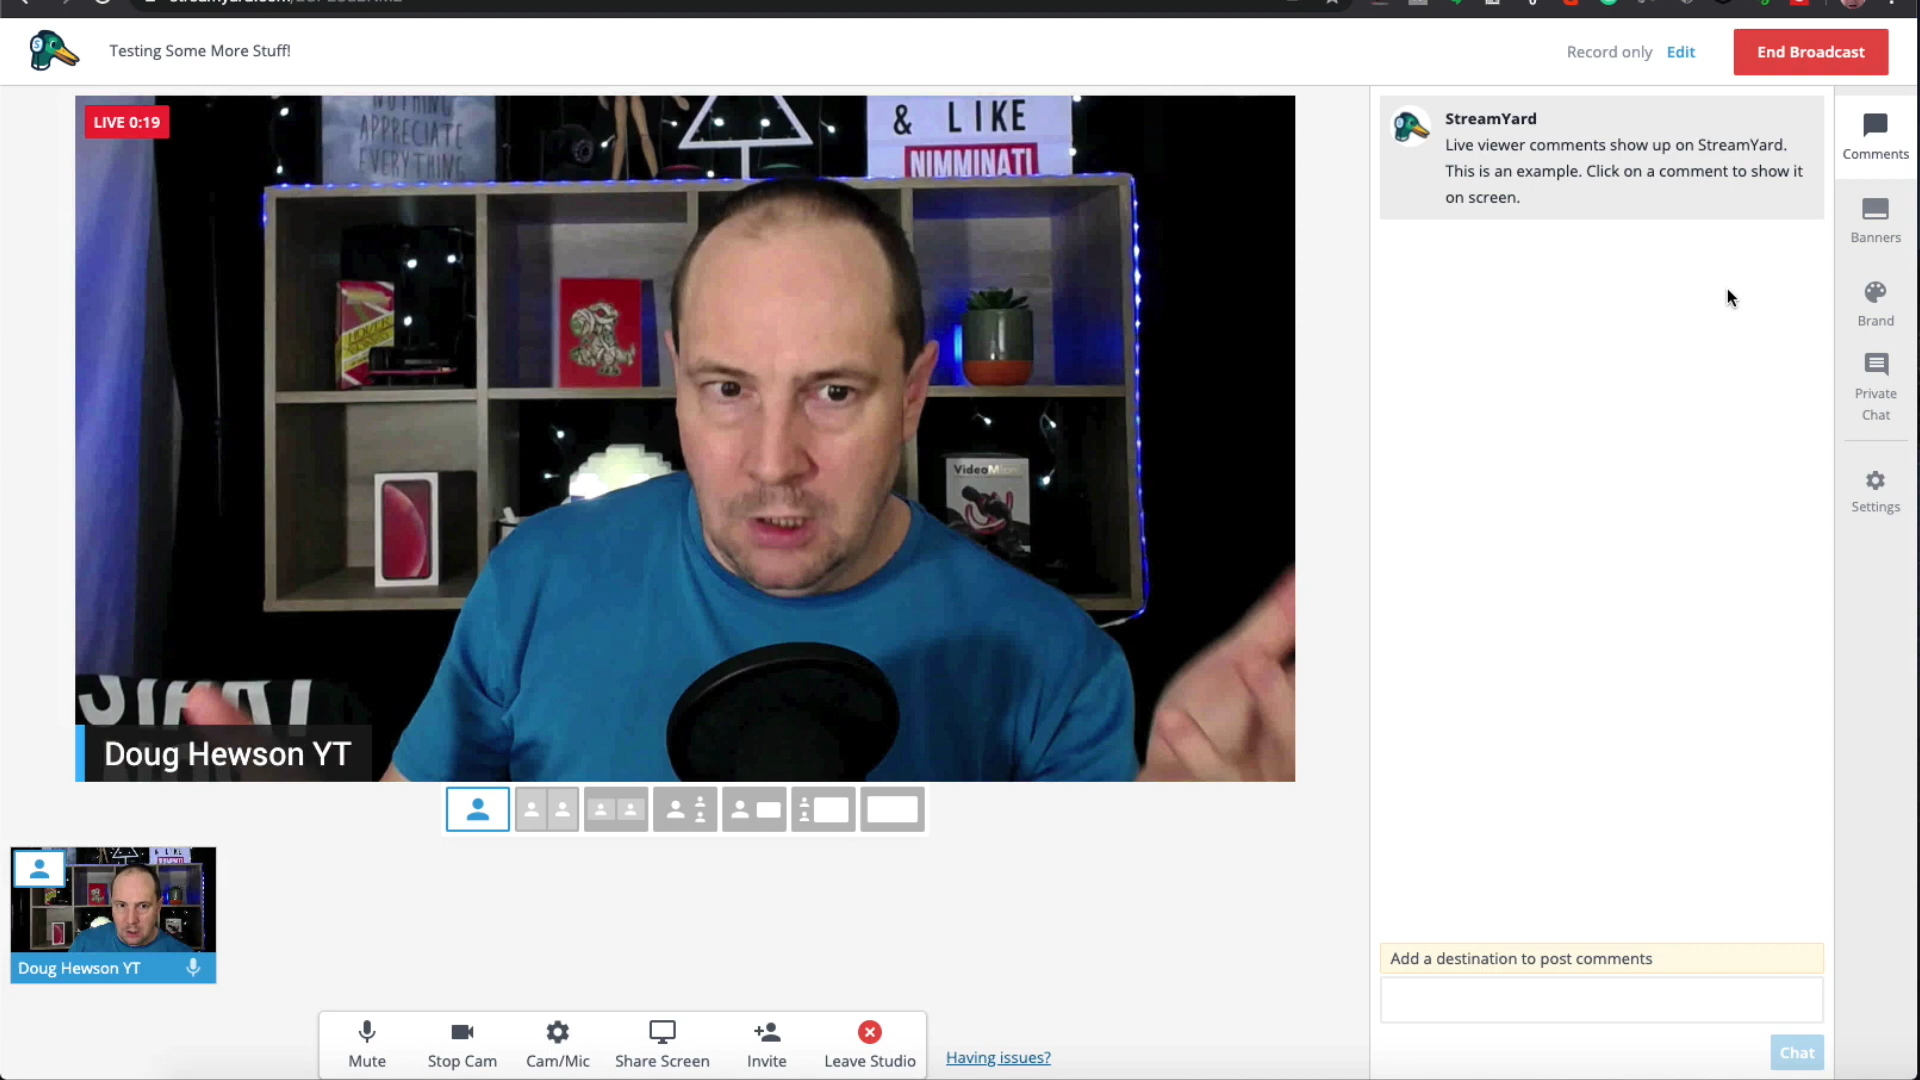 Testing Some More Stuff!
Record only Edit
End Broadcast
LIVE 0:19
NOTHING
APPRECIATE
EVERYTHING
& LIKE
NIMMINATI
VideoMic
Doug Hewson YT
StreamYard
Live viewer comments show up on StreamYard.
This is an example. Click on a comment to show it
on screen.
Comments
Banners
Brand
Private
Chat
Settings
Doug Hewson YT
Add a destination to post comments
Chat
Mute
Stop Cam
Cam/Mic
Share Screen
Invite
Leave Studio
Having issues?